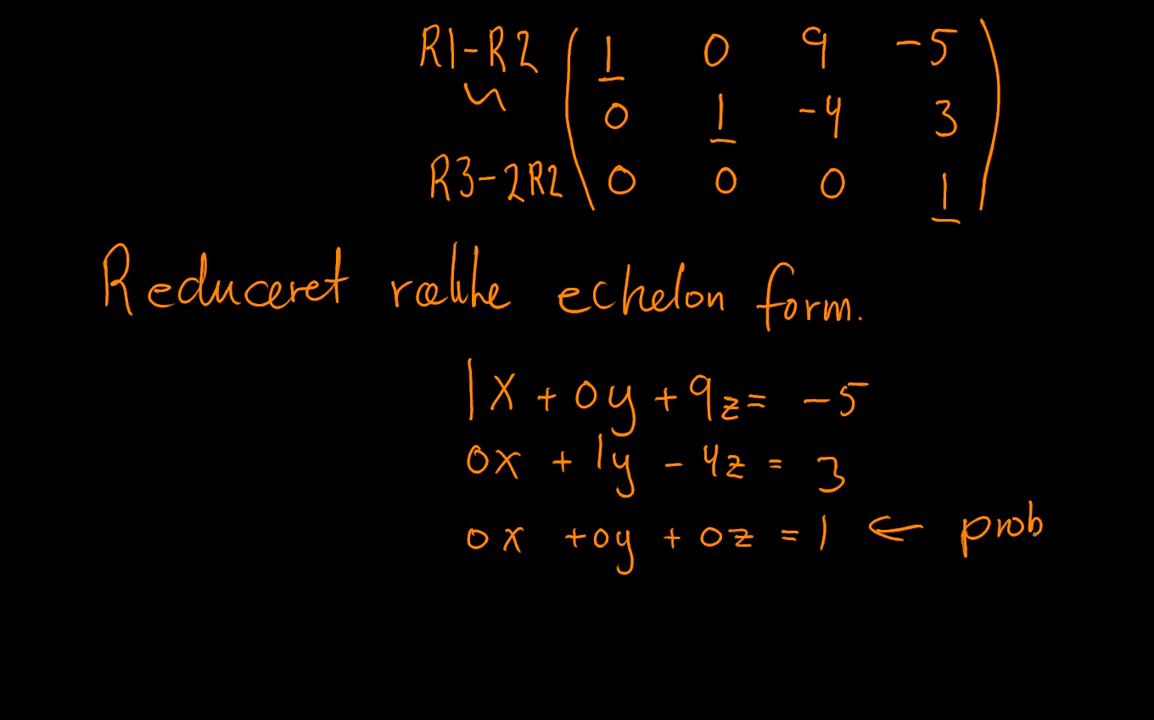 R1-R2 1 0 9 -5
~ 0 1 -4 3
R3-2R2 0 0 0 1
Reduceret række echelon form.
1x + 0y + 9z = -5
0x + 1y - 4z = 3
0x + 0y + 0z = 1 ← prob